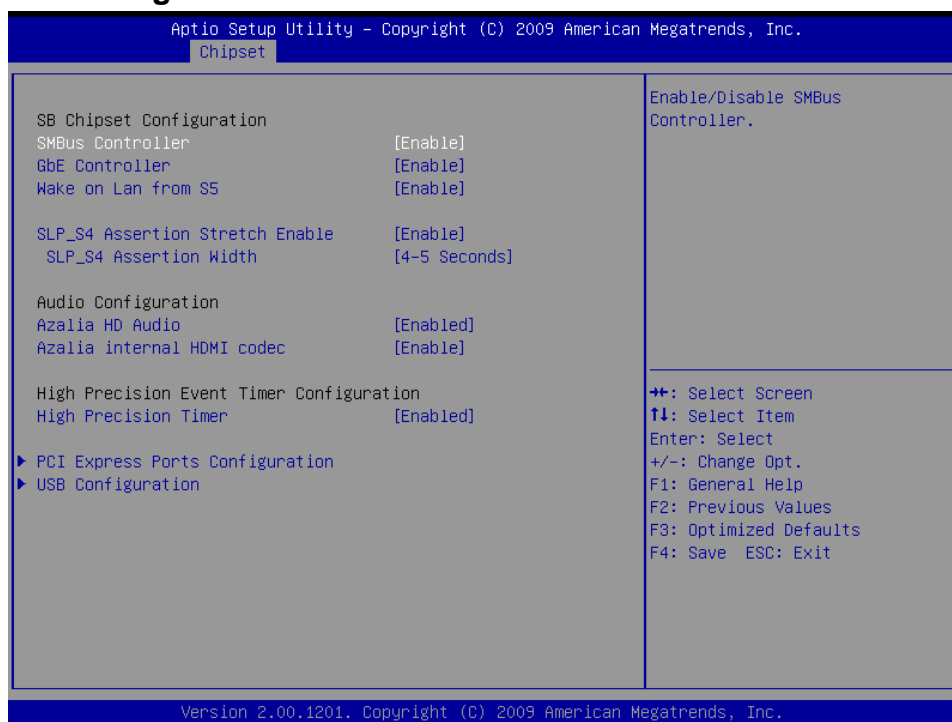 Aptio Setup Utility – Copyright (C) 2009 American Megatrends, Inc.
Chipset
SB Chipset Configuration
SMBus Controller [Enable]
GbE Controller [Enable]
Wake on Lan from S5 [Enable]
SLP_S4 Assertion Stretch Enable [Enable]
SLP_S4 Assertion Width [4-5 Seconds]
Audio Configuration
Azalia HD Audio [Enabled]
Azalia internal HDMI codec [Enable]
High Precision Event Timer Configuration
High Precision Timer [Enabled]
PCI Express Ports Configuration
USB Configuration
Enable/Disable SMBus
Controller.
→←: Select Screen
↑↓: Select Item
Enter: Select
+/-: Change Opt.
F1: General Help
F2: Previous Values
F3: Optimized Defaults
F4: Save ESC: Exit
Version 2.00.1201. Copyright (C) 2009 American Megatrends, Inc.